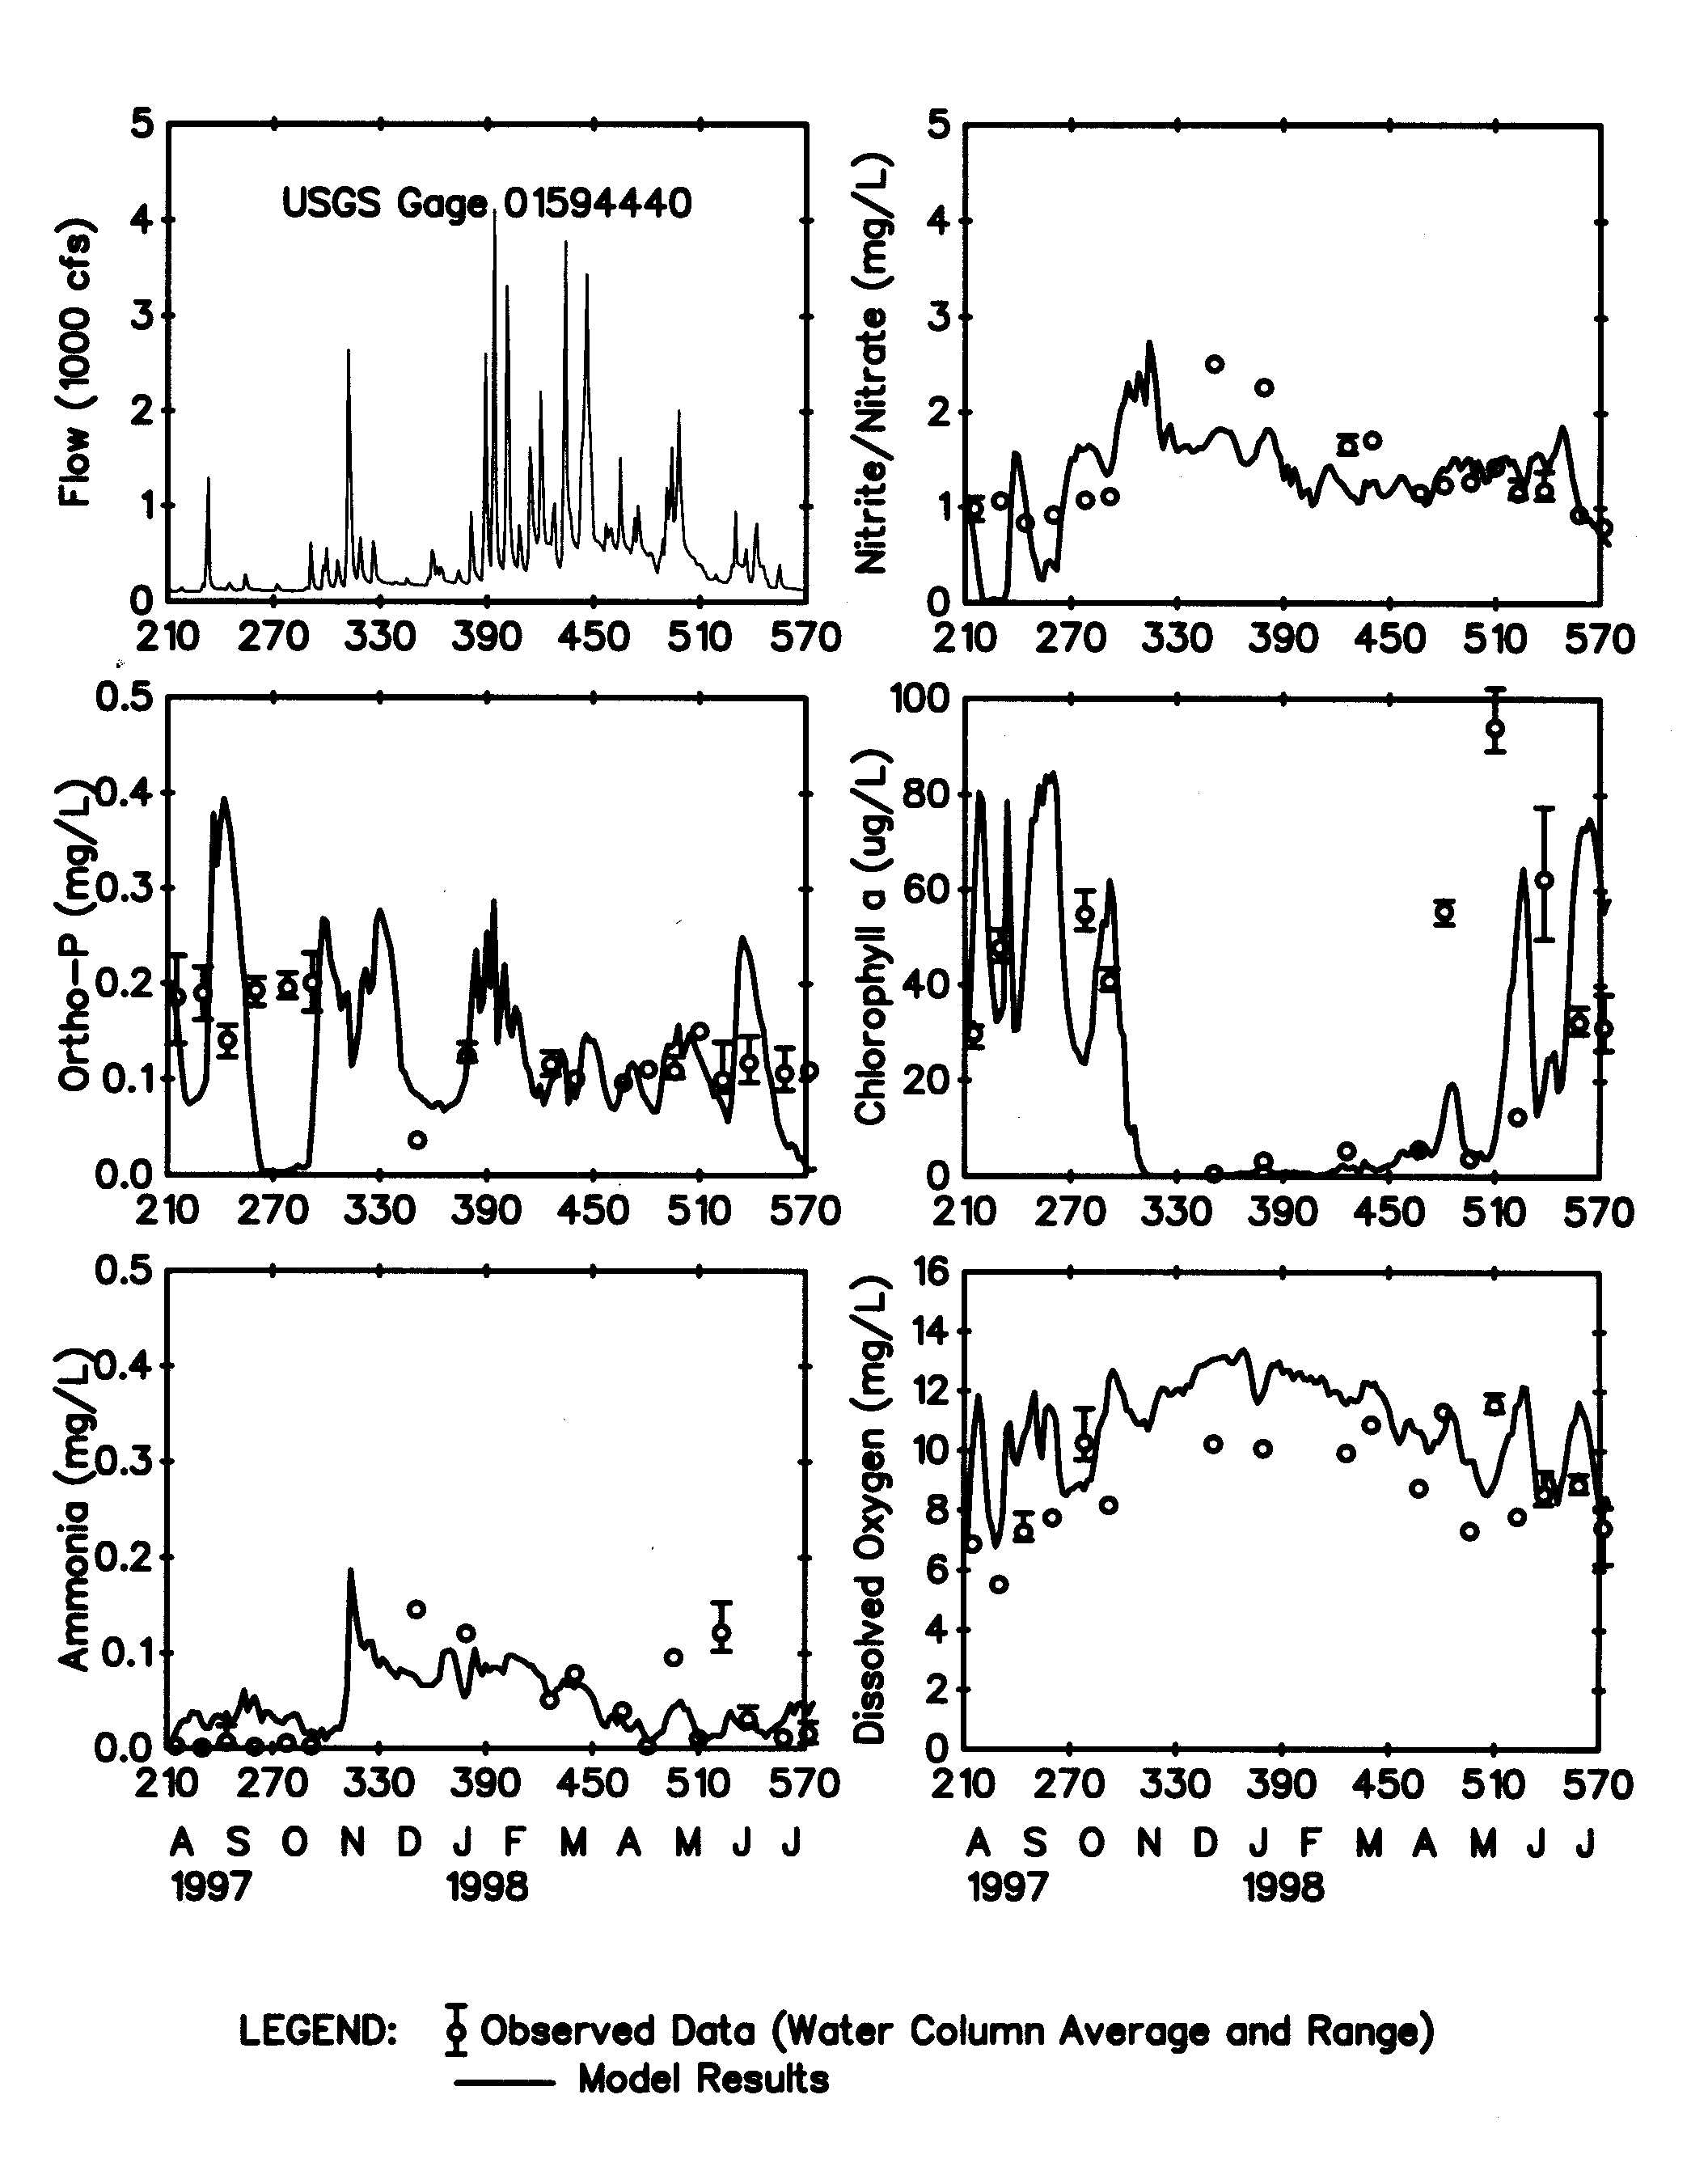 USGS Gage 01594440
Flow (1000 cfs)
5
4
3
2
1
0
210 270 330 390 450 510 570
Nitrite/Nitrate (mg/L)
5
4
3
2
1
0
210 270 330 390 450 510 570
Ortho-P (mg/L)
0.5
0.4
0.3
0.2
0.1
0.0
210 270 330 390 450 510 570
Chlorophyll a (ug/L)
100
80
60
40
20
0
210 270 330 390 450 510 570
Ammonia (mg/L)
0.5
0.4
0.3
0.2
0.1
0.0
210 270 330 390 450 510 570
A S O N D J F M A M J J
1997 1998
Dissolved Oxygen (mg/L)
16
14
12
10
8
6
4
2
0
210 270 330 390 450 510 570
A S O N D J F M A M J J
1997 1998
LEGEND: Observed Data (Water Column Average and Range)
Model Results